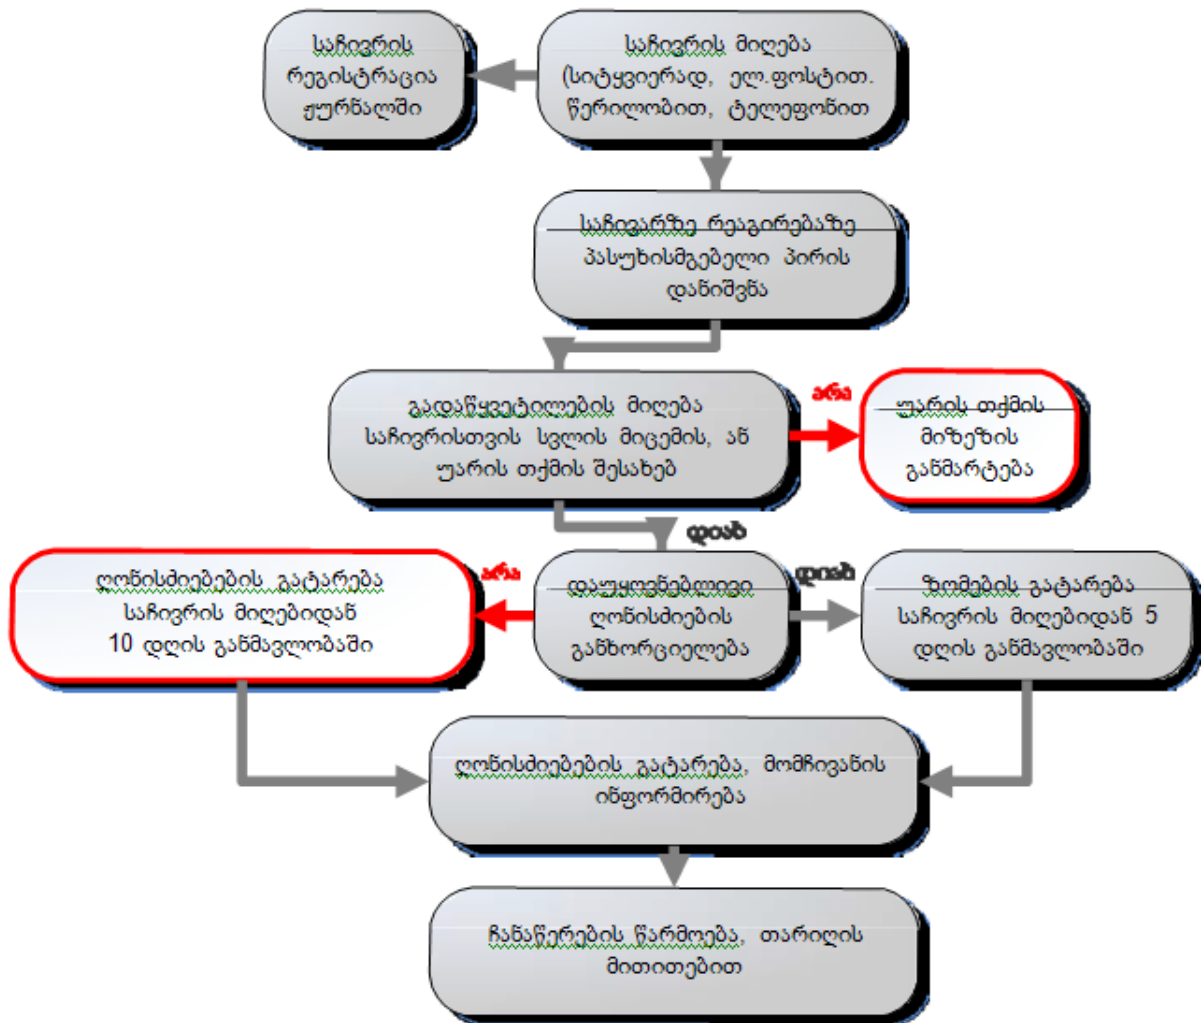 საჩივრის
რეგისტრაცია
ჟურნალში
საჩივრის მიღება
(სიტყვიერად, ელ.ფოსტით.
წერილობით, ტელეფონით
საჩივარზე რეაგირებაზე
პასუხისმგებელი პირის
დანიშვნა
გადაწყვეტილების მიღება
საჩივრისთვის სვლის მიცემის, ან
უარის თქმის შესახებ
არა
უარის თქმის
მიზეზის
განმარტება
დიახ
ღონისძიებების გატარება
საჩივრის მიღებიდან
10 დღის განმავლობაში
არა
დაუყოვნებლივი
ღონისძიების
განხორციელება
დიახ
ზომების გატარება
საჩივრის მიღებიდან 5
დღის განმავლობაში
ღონისძიებების გატარება, მომჩივანის
ინფორმირება
ჩანაწერების წარმოება, თარიღის
მითითებით